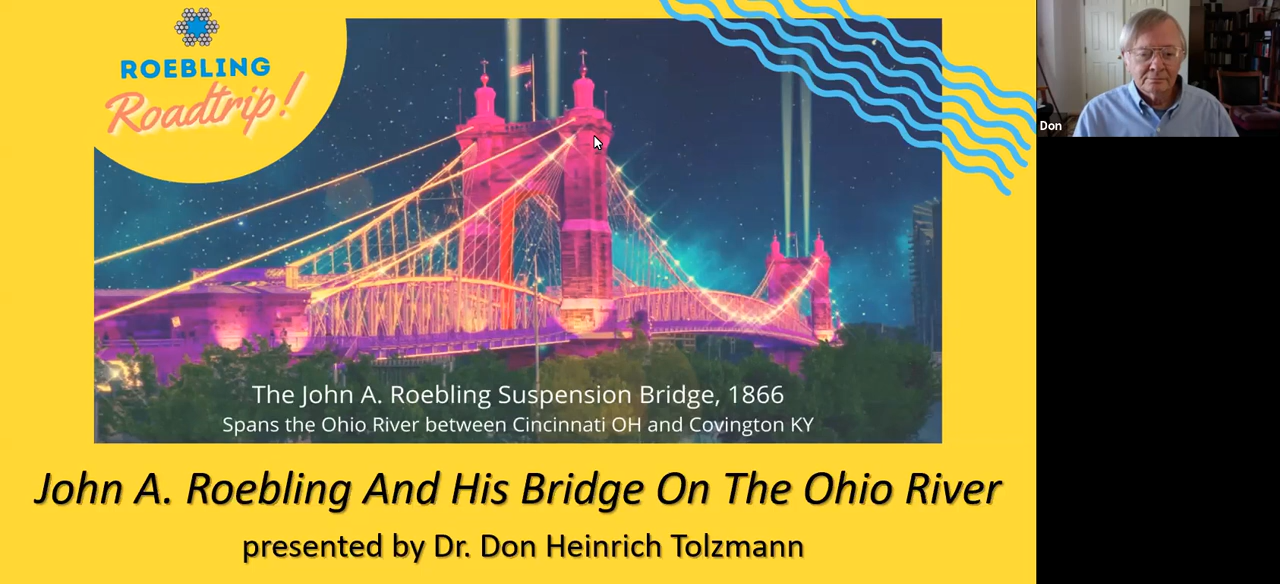 ROEBLING
Roadtrip!
Don
The John A. Roebling Suspension Bridge, 1866
Spans the Ohio River between Cincinnati OH and Covington KY
John A. Roebling And His Bridge On The Ohio River
presented by Dr. Don Heinrich Tolzmann